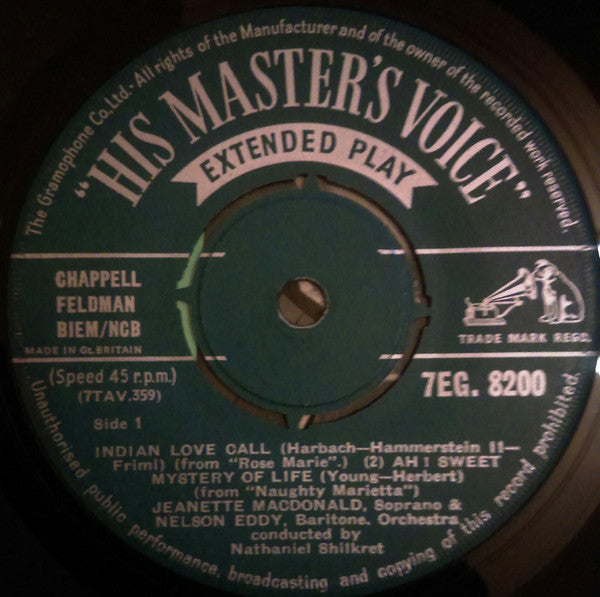 The Gramophone Co. Ltd. · All rights of the Manufacturer and of the owner of the recorded work reserved.
"HIS MASTER'S VOICE"
EXTENDED PLAY
CHAPPELL
FELDMAN
BIEM/NCB
MADE IN GT. BRITAIN
TRADE MARK REGD.
(Speed 45 r.p.m.)
(7TAV.359)
7EG. 8200
Side 1
INDIAN LOVE CALL (Harbach—Hammerstein II—
Friml) (from "Rose Marie".) (2) AH! SWEET
MYSTERY OF LIFE (Young—Herbert)
(from "Naughty Marietta")
JEANETTE MACDONALD, Soprano &
NELSON EDDY, Baritone. Orchestra
conducted by
Nathaniel Shilkret
Unauthorised public performance, broadcasting and copying of this record prohibited.